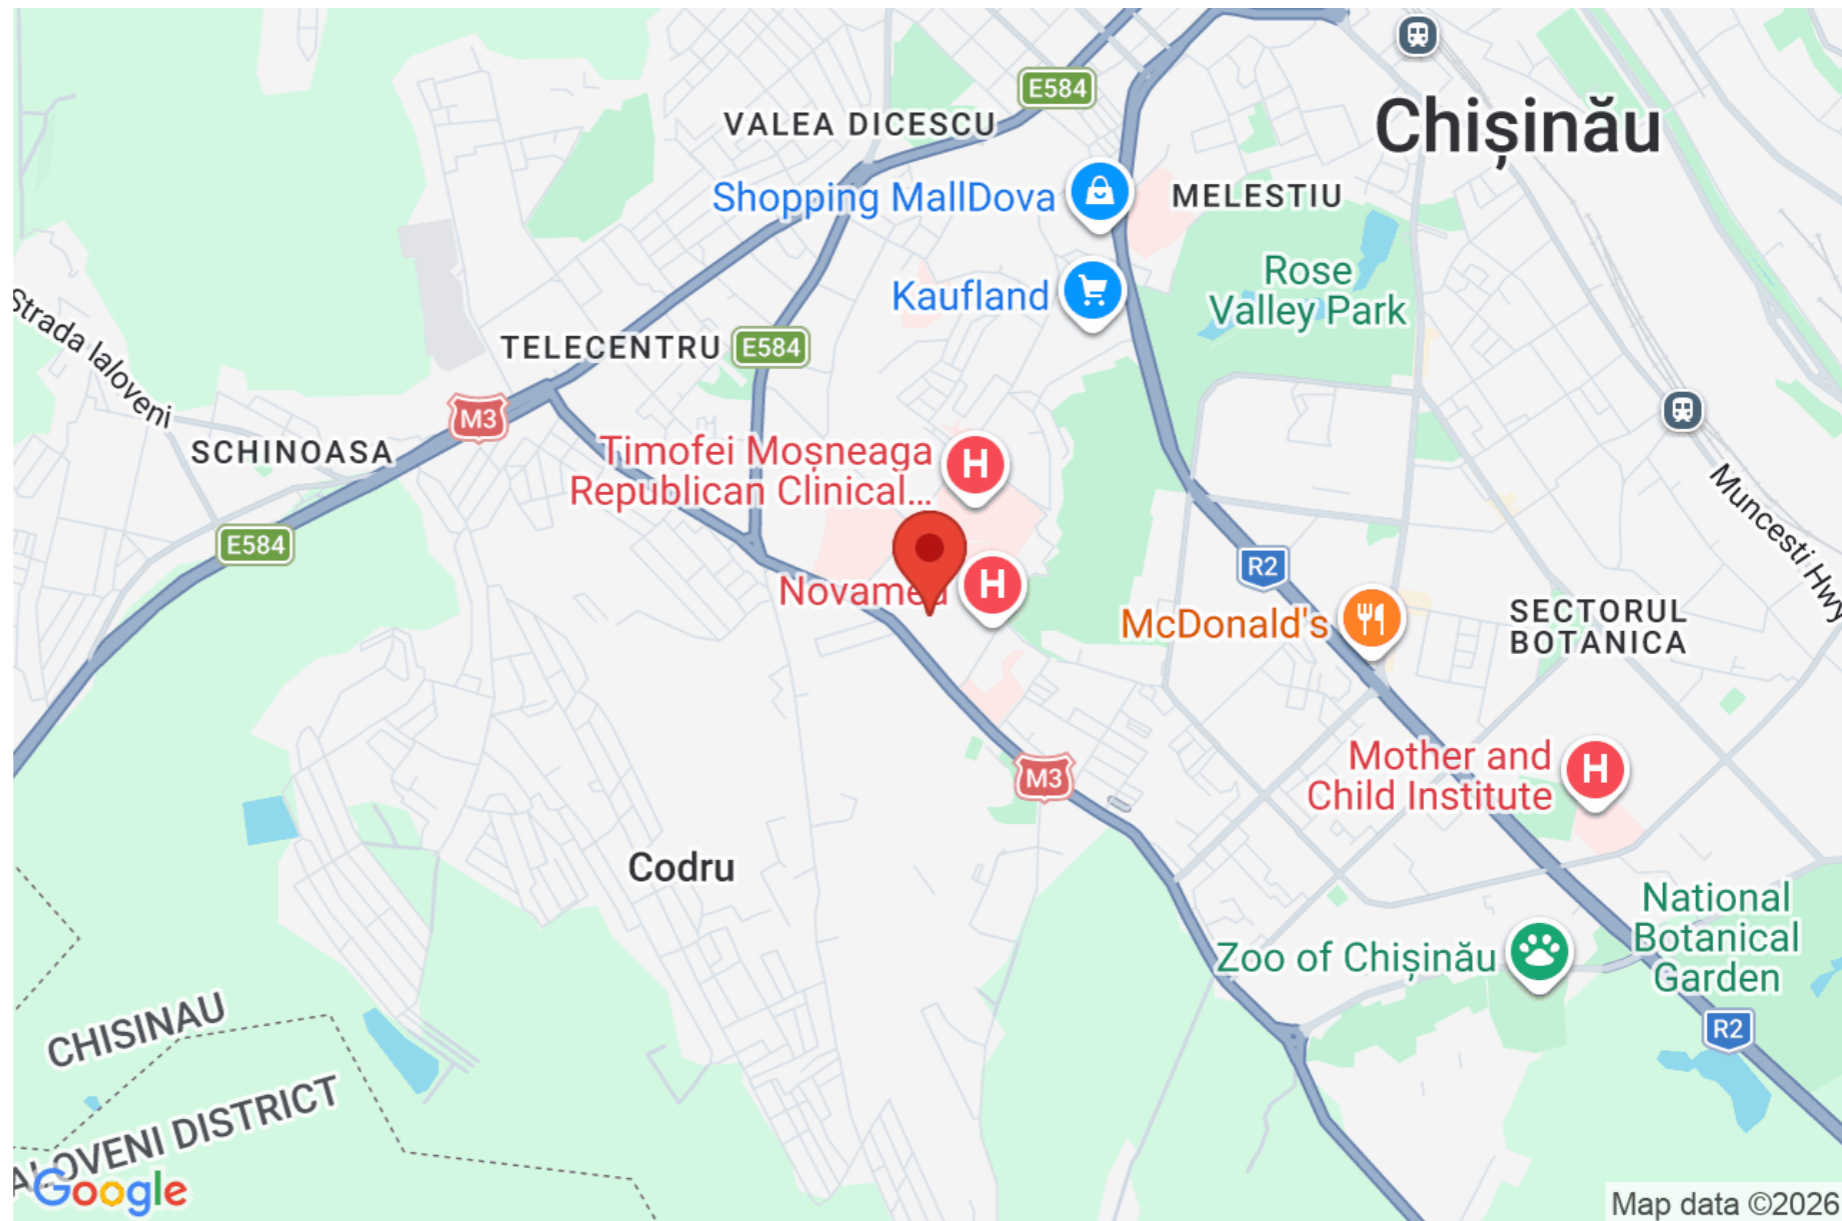 E584
VALEA DICESCU
Chișinău
Shopping MallDova
MELESTIU
Rose
Valley Park
Kaufland
Strada Ialoveni
TELECENTRU
E584
M3
SCHINOASA
Timofei Moșneaga
Republican Clinical...
H
Muncesti Hwy
E584
R2
Novamed
H
McDonald's
SECTORUL
BOTANICA
M3
Mother and
Child Institute
H
Codru
National
Botanical
Garden
Zoo of Chișinău
CHISINAU
R2
ALOVENI DISTRICT
Google
Map data ©2026